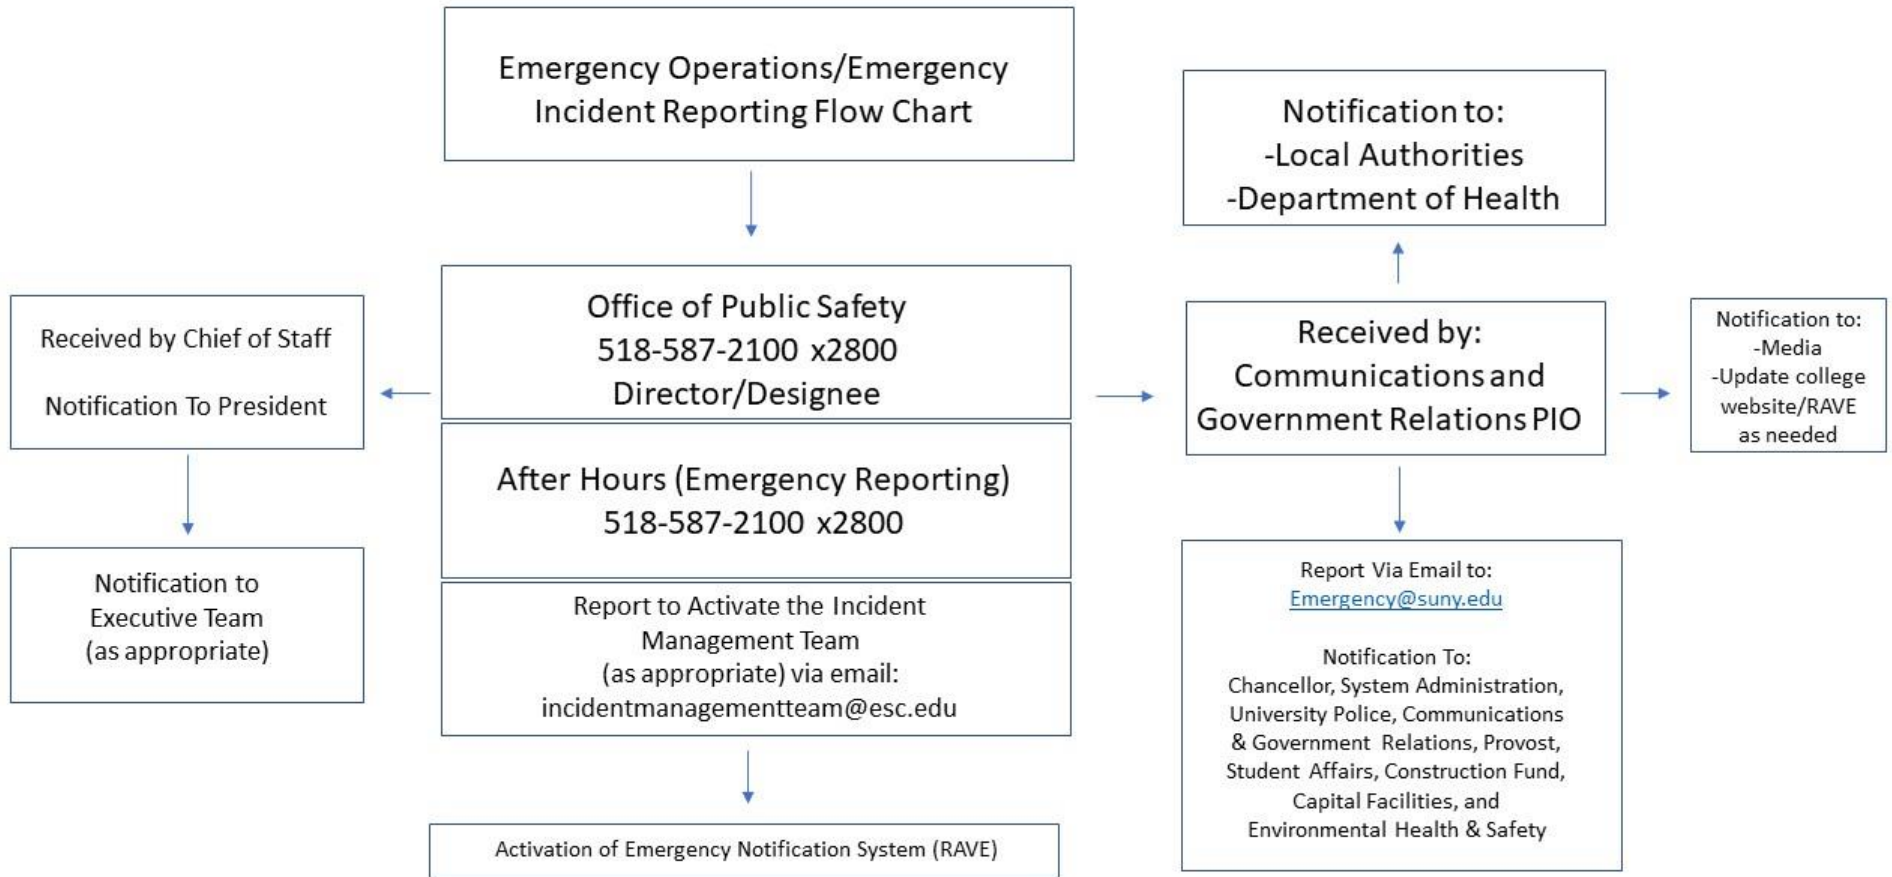 Emergency Operations/Emergency
Incident Reporting Flow Chart
Notification to:
-Local Authorities
-Department of Health
Office of Public Safety
518-587-2100 x2800
Director/Designee
Received by Chief of Staff
Notification To President
Received by:
Communications and
Government Relations PIO
Notification to:
-Media
-Update college
website/RAVE
as needed
After Hours (Emergency Reporting)
518-587-2100 x2800
Notification to
Executive Team
(as appropriate)
Report to Activate the Incident
Management Team
(as appropriate) via email:
incidentmanagementteam@esc.edu
Report Via Email to:
Emergency@suny.edu
Notification To:
Chancellor, System Administration,
University Police, Communications
& Government Relations, Provost,
Student Affairs, Construction Fund,
Capital Facilities, and
Environmental Health & Safety
Activation of Emergency Notification System (RAVE)